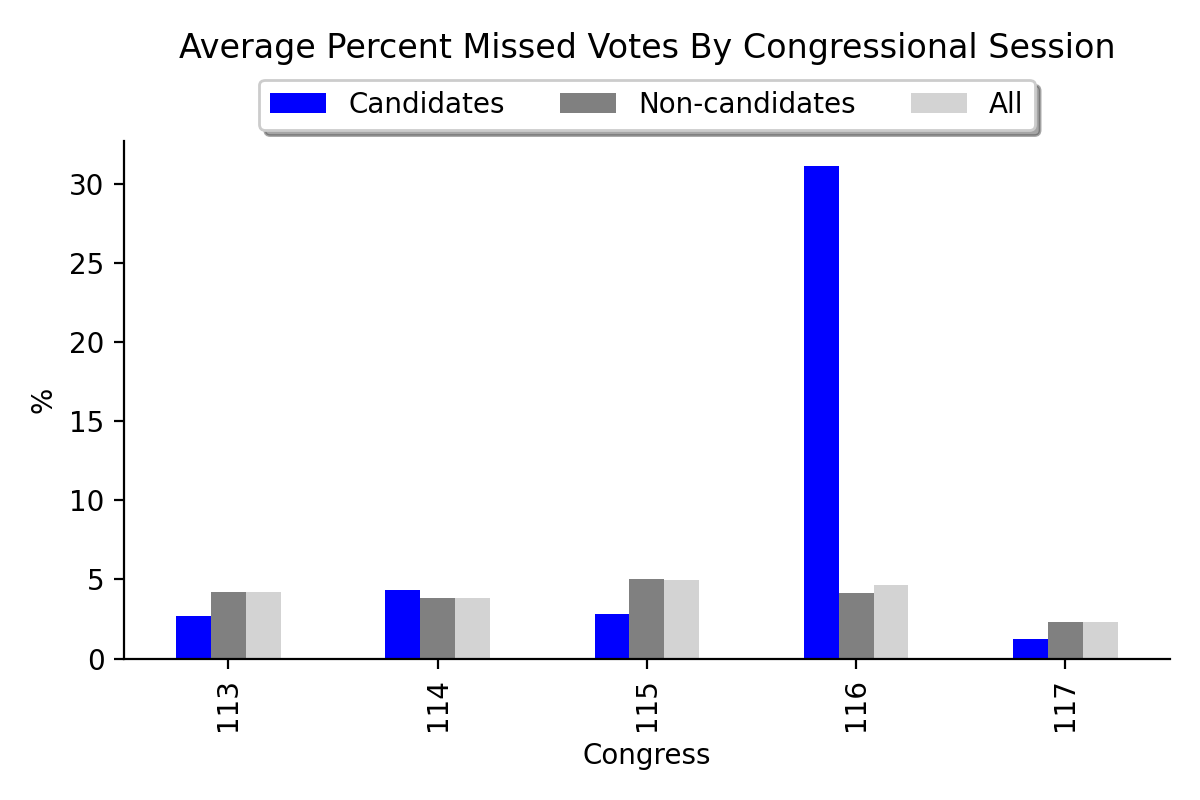 Average Percent Missed Votes By Congressional Session
Candidates Non-candidates All
30
25
20
15
10
5
0
%
113 114 115 116 117
Congress